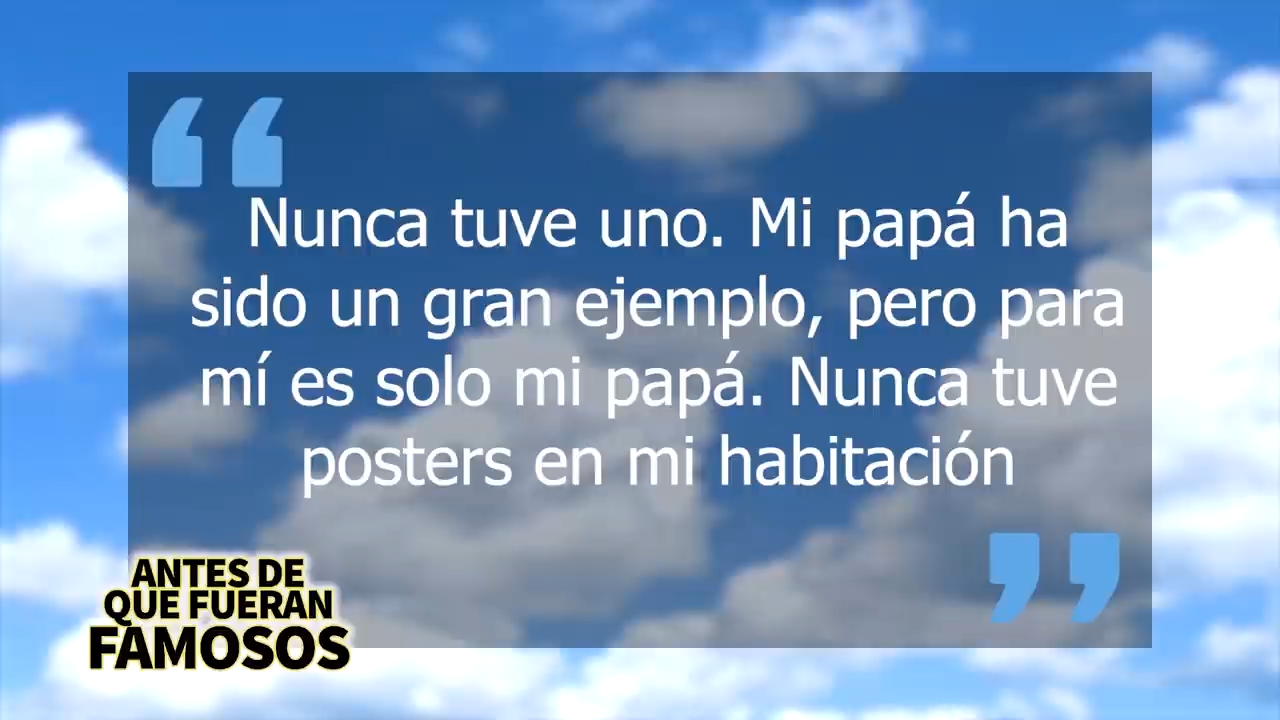 Nunca tuve uno. Mi papá ha
sido un gran ejemplo, pero para
mí es solo mi papá. Nunca tuve
posters en mi habitación
ANTES DE
QUE FUERAN
FAMOSOS